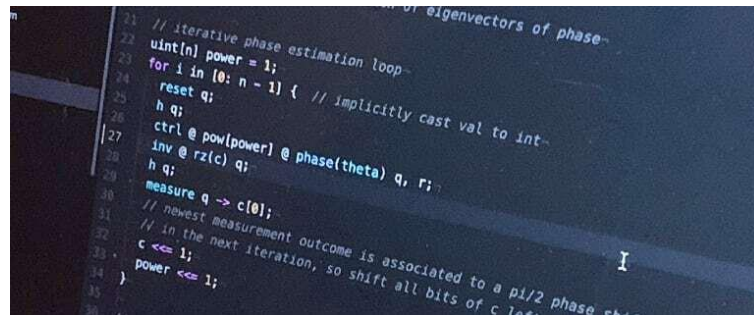 of eigenvectors of phase
21
22 // iterative phase estimation loop
23 uint[n] power = 1;
24 for i in [0: n - 1] { // implicitly cast val to int
25 reset q;
26 h q;
27 ctrl @ pow[power] @ phase(theta) q, r;
28 inv @ rz(c) q;
29 h q;
30 measure q -> c[0];
31 // newest measurement outcome is associated to a pi/2 phase
32 // in the next iteration, so shift all bits of c
33 c <<= 1;
34 power <<= 1;
35 }